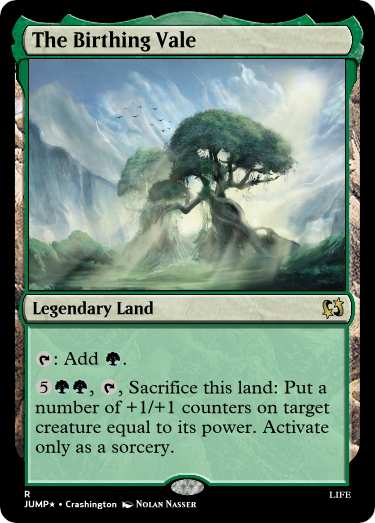 The Birthing Vale
Legendary Land
: Add .
5, , Sacrifice this land: Put a
number of +1/+1 counters on target
creature equal to its power. Activate
only as a sorcery.
R
LIFE
JUMP★ • Crashington Nolan Nasser